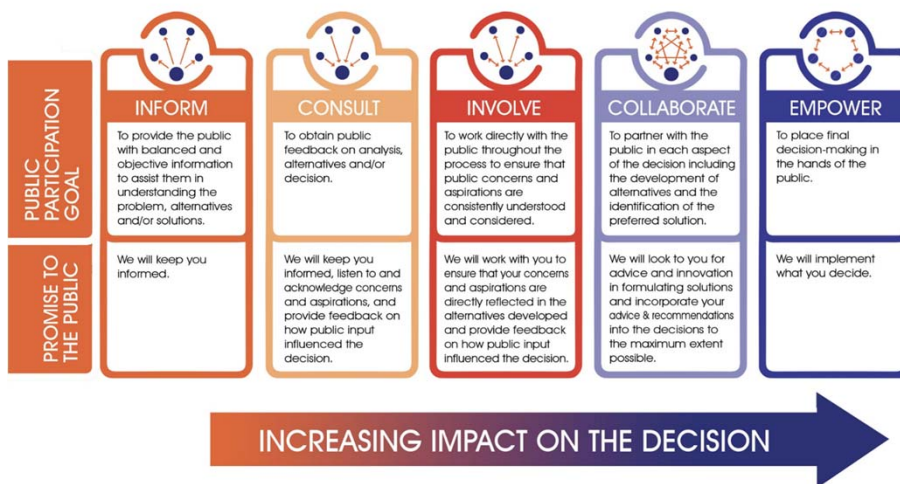 INFORM
CONSULT
INVOLVE
COLLABORATE
EMPOWER
PUBLIC
PARTICIPATION
GOAL
To provide the public
with balanced and
objective information
to assist them in
understanding the
problem, alternatives
and/or solutions.
To obtain public
feedback on analysis,
alternatives and/or
decision.
To work directly with the
public throughout the
process to ensure that
public concerns and
aspirations are
consistently understood
and considered.
To partner with the
public in each aspect
of the decision including
the development of
alternatives and the
identification of the
preferred solution.
To place final
decision-making in
the hands of the
public.
PROMISE TO
THE PUBLIC
We will keep you
informed.
We will keep you
informed, listen to and
acknowledge concerns
and aspirations, and
provide feedback on
how public input
influenced the
decision.
We will work with you to
ensure that your concerns
and aspirations are
directly reflected in the
alternatives developed
and provide feedback
on how public input
influenced the decision.
We will look to you for
advice and innovation
in formulating solutions
and incorporate your
advice & recommendations
into the decisions to
the maximum extent
possible.
We will implement
what you decide.
INCREASING IMPACT ON THE DECISION